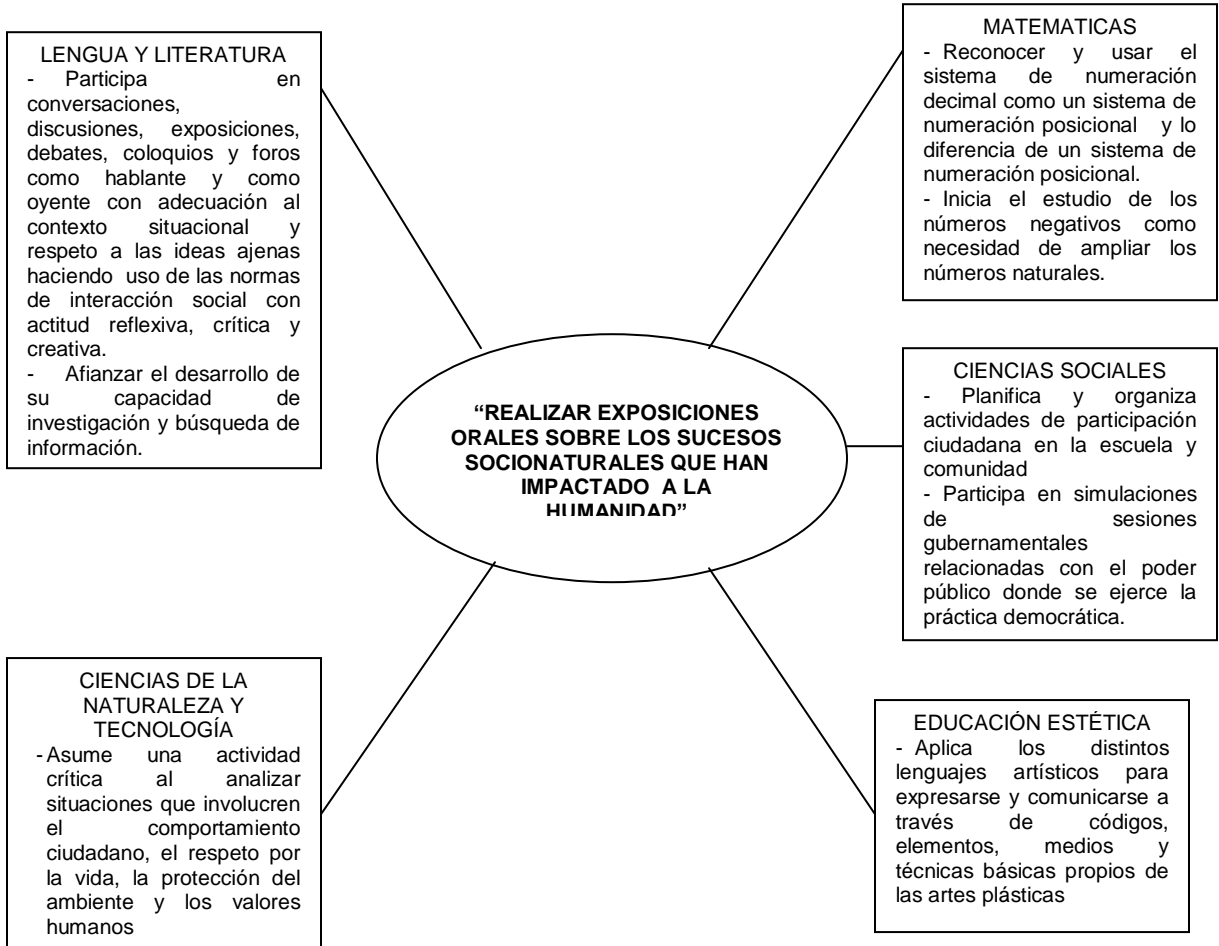 LENGUA Y LITERATURA
- Participa en
conversaciones,
discusiones, exposiciones,
debates, coloquios y foros
como hablante y como
oyente con adecuación al
contexto situacional y
respeto a las ideas ajenas
haciendo uso de las normas
de interacción social con
actitud reflexiva, crítica y
creativa.
- Afianzar el desarrollo de
su capacidad de
investigación y búsqueda de
información.
MATEMATICAS
- Reconocer y usar el
sistema de numeración
decimal como un sistema de
numeración posicional y lo
diferencia de un sistema de
numeración posicional.
- Inicia el estudio de los
números negativos como
necesidad de ampliar los
números naturales.
“REALIZAR EXPOSICIONES
ORALES SOBRE LOS SUCESOS
SOCIONATURALES QUE HAN
IMPACTADO A LA
HUMANIDAD”
CIENCIAS SOCIALES
- Planifica y organiza
actividades de participación
ciudadana en la escuela y
comunidad
- Participa en simulaciones
de sesiones
gubernamentales
relacionadas con el poder
público donde se ejerce la
práctica democrática.
CIENCIAS DE LA
NATURALEZA Y
TECNOLOGÍA
- Asume una actividad
crítica al analizar
situaciones que involucren
el comportamiento
ciudadano, el respeto por
la vida, la protección del
ambiente y los valores
humanos
EDUCACIÓN ESTÉTICA
- Aplica los distintos
lenguajes artísticos para
expresarse y comunicarse a
través de códigos,
elementos, medios y
técnicas básicas propios de
las artes plásticas